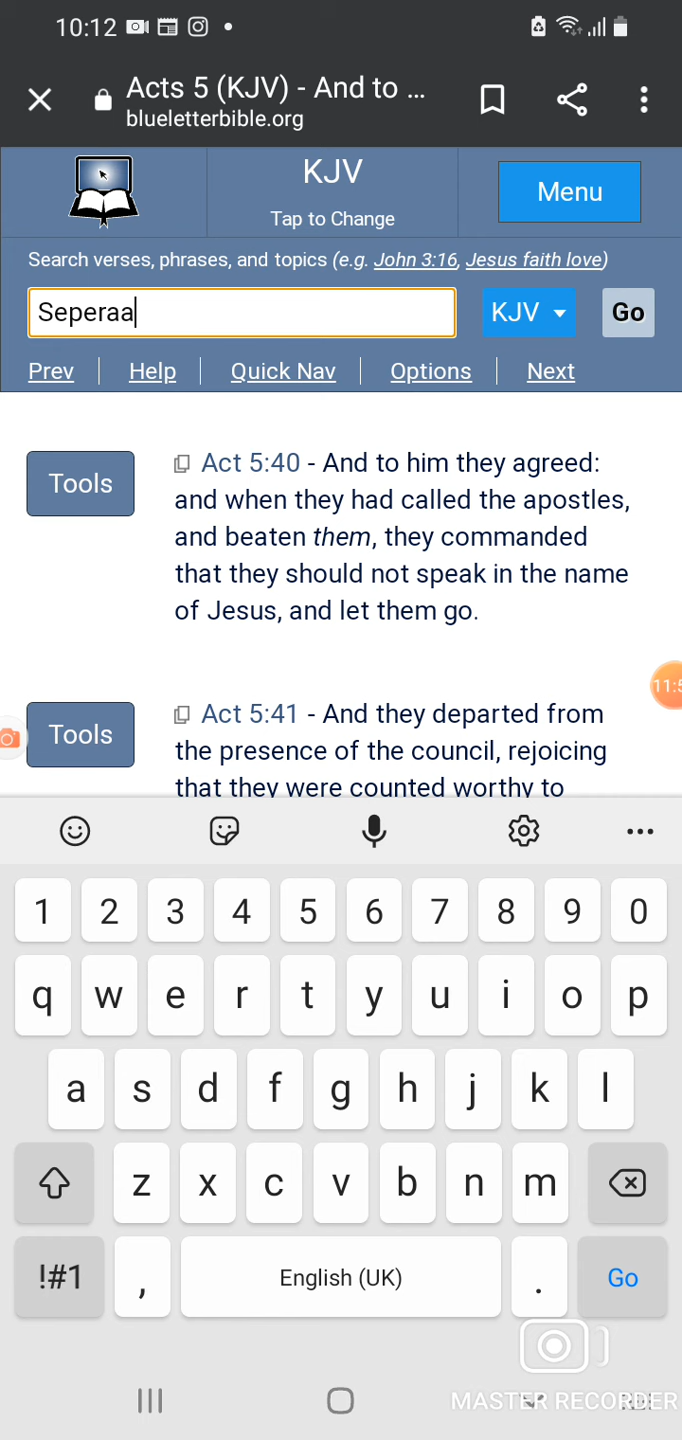 10:12
Acts 5 (KJV) - And to ...
blueletterbible.org
KJV
Tap to Change
Menu
Search verses, phrases, and topics (e.g. John 3:16, Jesus faith love)
Seperaa
KJV
Go
Prev
Help
Quick Nav
Options
Next
Tools
Act 5:40 - And to him they agreed:
and when they had called the apostles,
and beaten them, they commanded
that they should not speak in the name
of Jesus, and let them go.
Tools
Act 5:41 - And they departed from
the presence of the council, rejoicing
that they were counted worthy to
1 2 3 4 5 6 7 8 9 0
q w e r t y u i o p
a s d f g h j k l
z x c v b n m
!#1 , English (UK) . Go
MASTER RECORDER